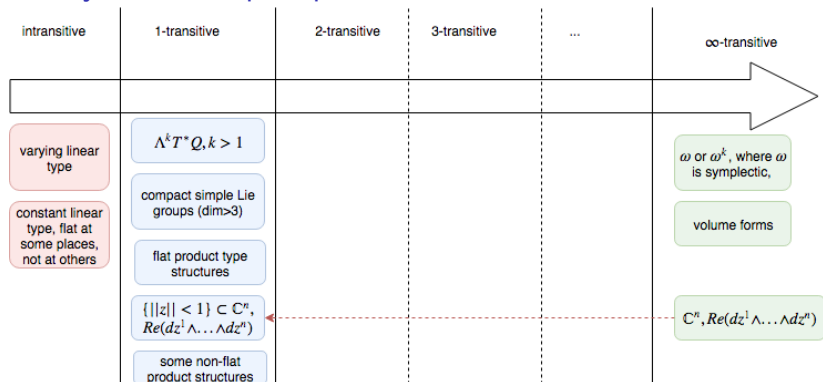 intransitive
1-transitive
2-transitive
3-transitive
...
∞-transitive
varying linear
type
Λ^k T^*Q, k > 1
ω or ω^k, where ω
is symplectic,
compact simple Lie
groups (dim>3)
constant linear
type, flat at
some places,
not at others
volume forms
flat product type
structures
{||z|| < 1} ⊂ ℂ^n,
Re(dz^1 ∧ … ∧ dz^n)
ℂ^n, Re(dz^1 ∧ … ∧ dz^n)
some non-flat
product structures